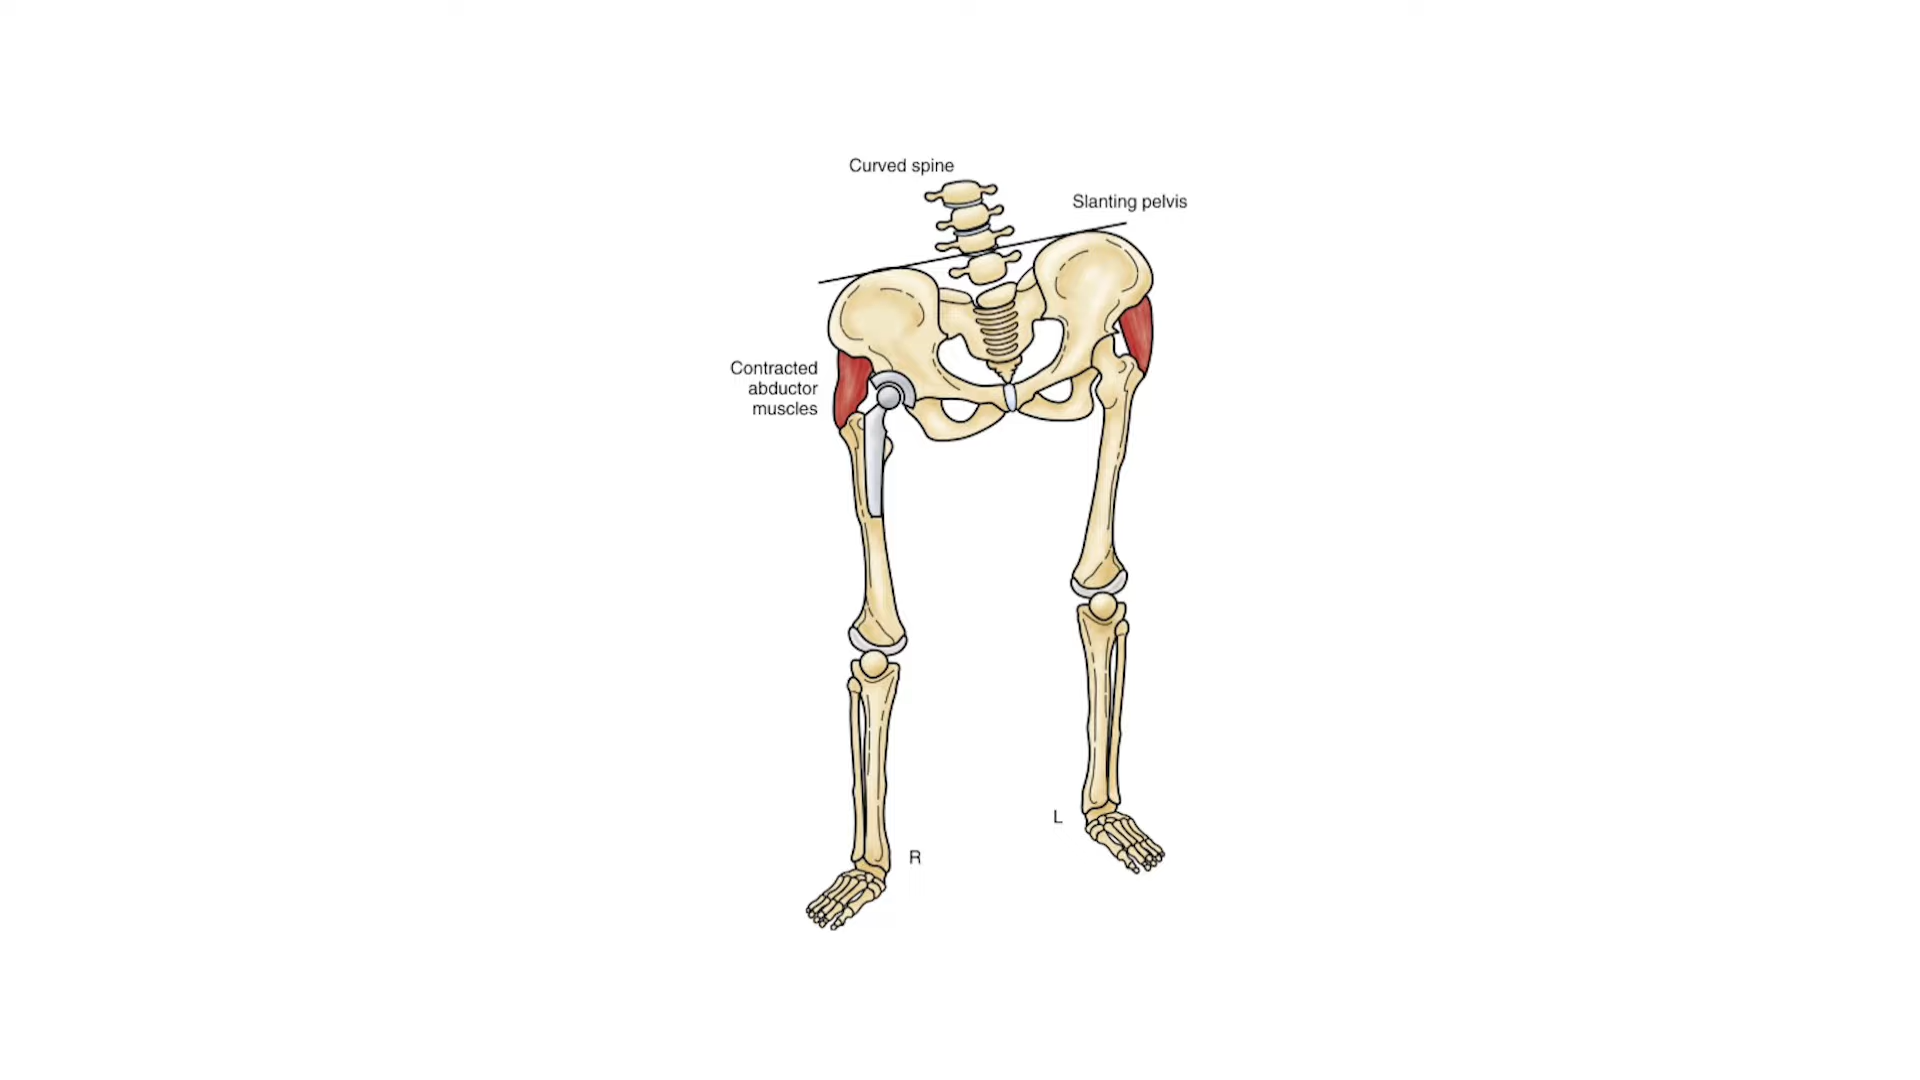 Curved spine
Slanting pelvis
Contracted
abductor
muscles
L
R